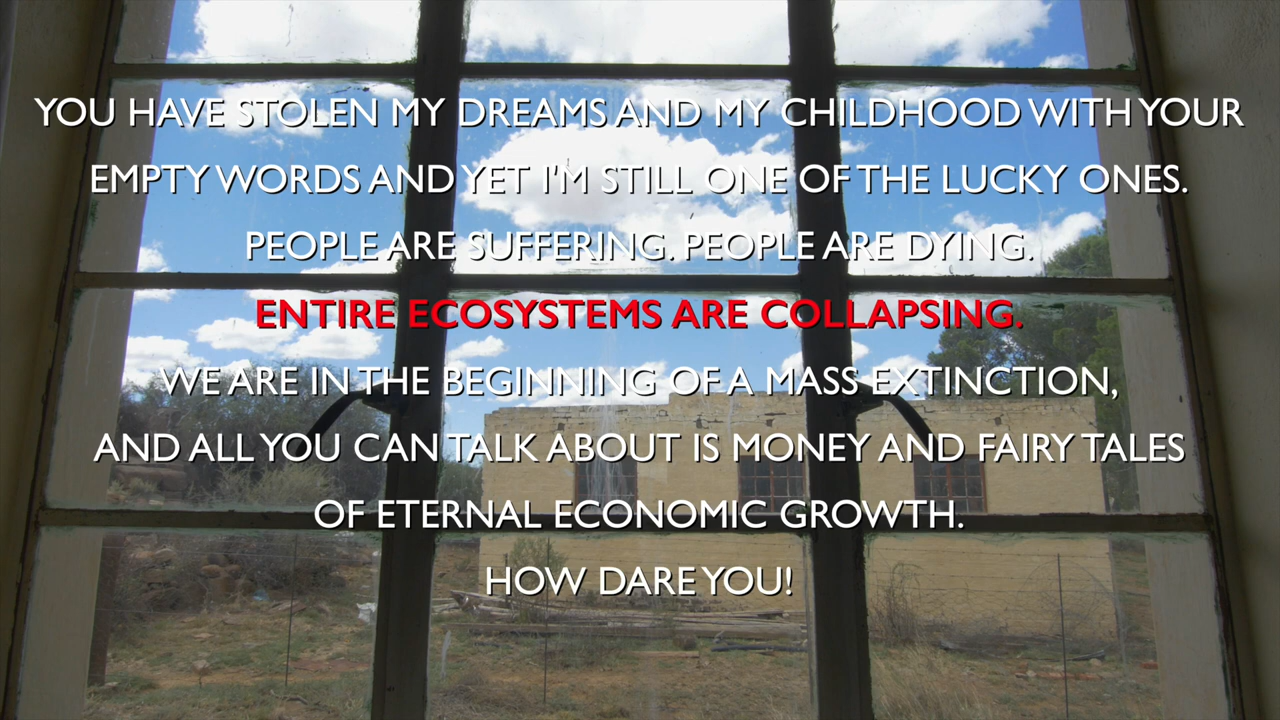 YOU HAVE STOLEN MY DREAMS AND MY CHILDHOOD WITH YOUR
EMPTY WORDS AND YET I'M STILL ONE OF THE LUCKY ONES.
PEOPLE ARE SUFFERING. PEOPLE ARE DYING.
ENTIRE ECOSYSTEMS ARE COLLAPSING.
WE ARE IN THE BEGINNING OF A MASS EXTINCTION,
AND ALL YOU CAN TALK ABOUT IS MONEY AND FAIRY TALES
OF ETERNAL ECONOMIC GROWTH.
HOW DARE YOU!